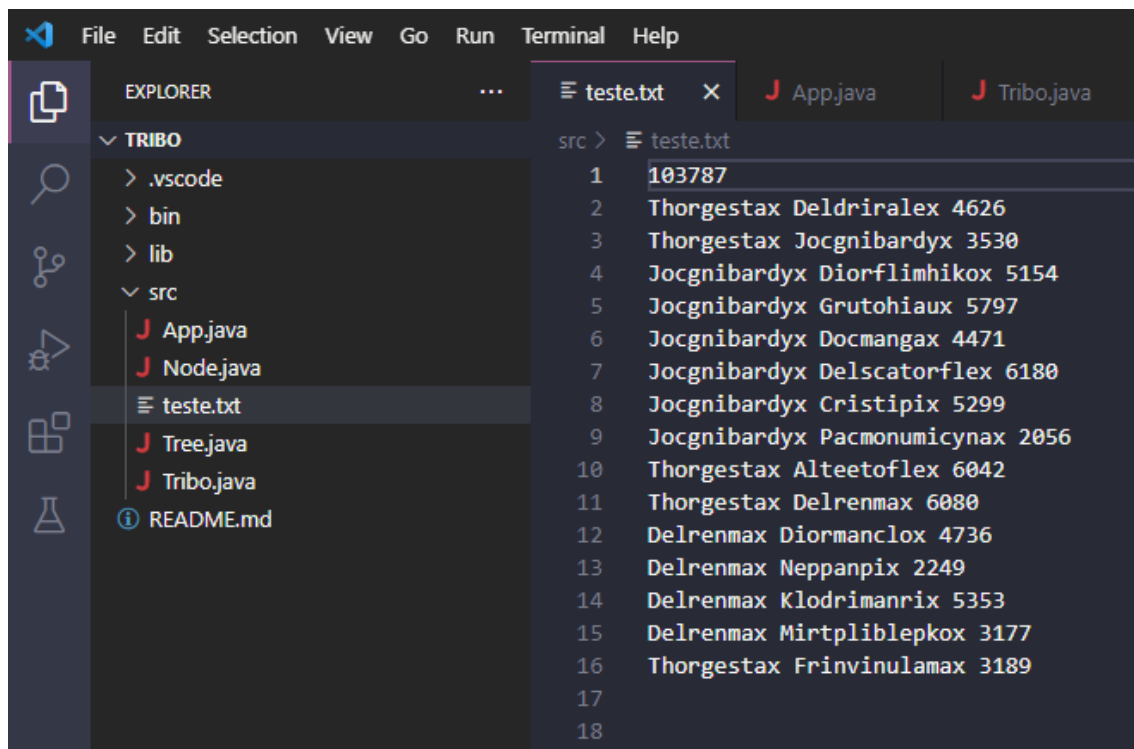 File Edit Selection View Go Run Terminal Help
EXPLORER ...
teste.txt App.java Tribo.java
TRIBO
src > teste.txt
.vscode
bin
lib
src
App.java
Node.java
teste.txt
Tree.java
Tribo.java
README.md
1 103787
2 Thorgestax Deldriralex 4626
3 Thorgestax Jocgnibardyx 3530
4 Jocgnibardyx Diorflimhikox 5154
5 Jocgnibardyx Grutohiaux 5797
6 Jocgnibardyx Docmangax 4471
7 Jocgnibardyx Delscatorflex 6180
8 Jocgnibardyx Cristipix 5299
9 Jocgnibardyx Pacmonumicynax 2056
10 Thorgestax Alteetoflex 6042
11 Thorgestax Delrenmax 6080
12 Delrenmax Diormanclox 4736
13 Delrenmax Neppanpix 2249
14 Delrenmax Klodrimanrix 5353
15 Delrenmax Mirtpliblepkox 3177
16 Thorgestax Frinvinulamax 3189
17
18